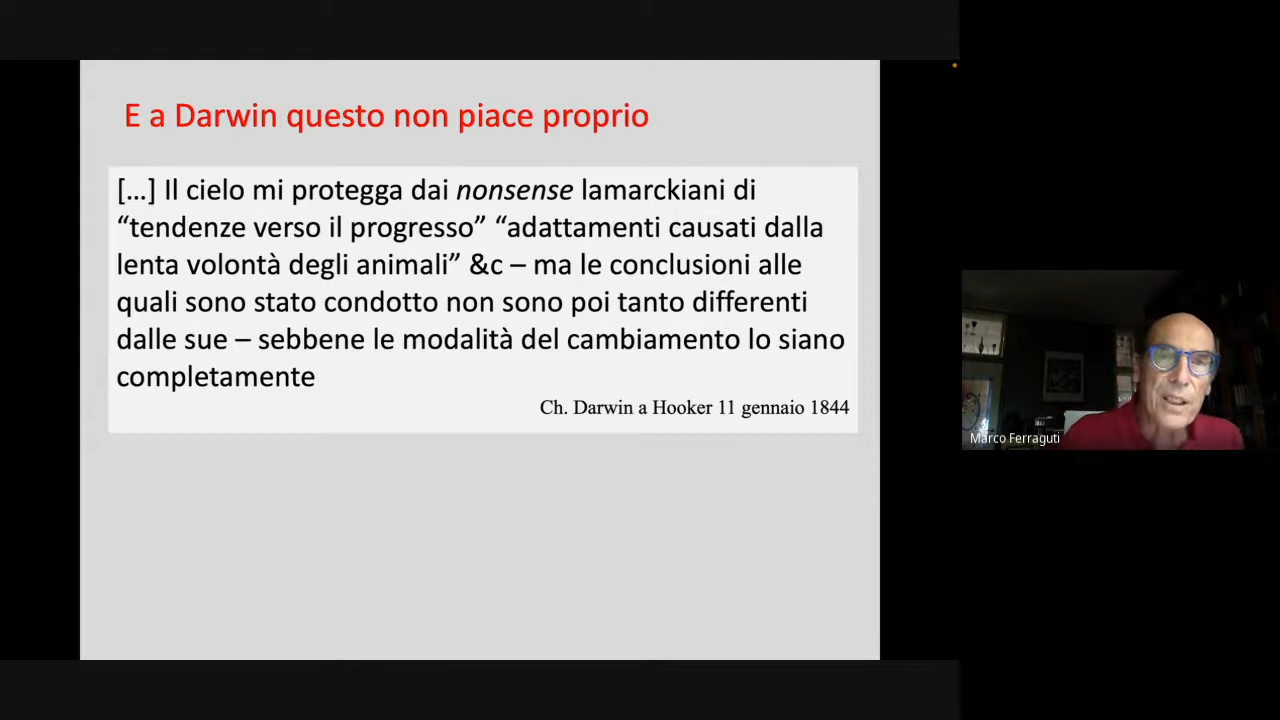 E a Darwin questo non piace proprio
[…] Il cielo mi protegga dai nonsense lamarckiani di
“tendenze verso il progresso” “adattamenti causati dalla
lenta volontà degli animali” &c – ma le conclusioni alle
quali sono stato condotto non sono poi tanto differenti
dalle sue – sebbene le modalità del cambiamento lo siano
completamente
Ch. Darwin a Hooker 11 gennaio 1844
Marco Ferraguti